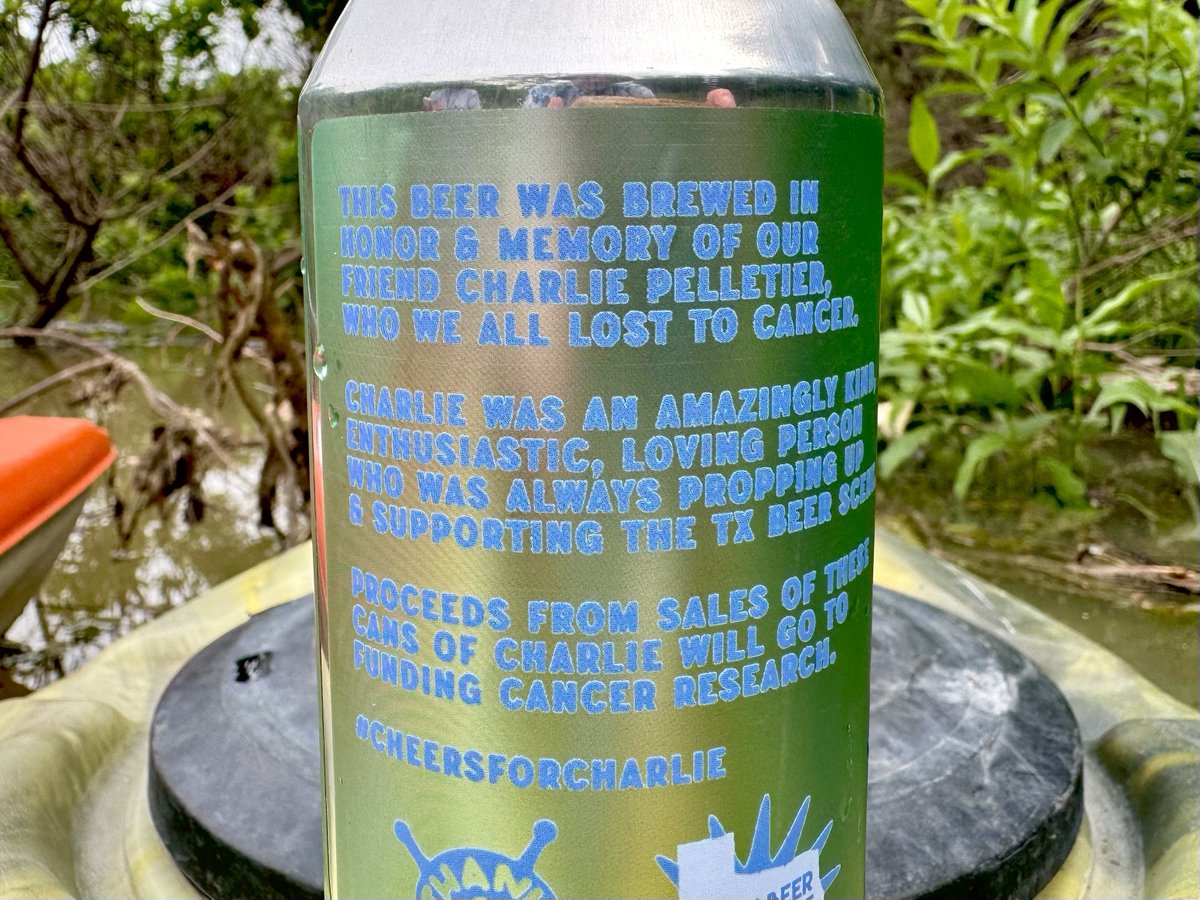 THIS BEER WAS BREWED IN
HONOR & MEMORY OF OUR
FRIEND CHARLIE PELLETIER,
WHO WE ALL LOST TO CANCER.
CHARLIE WAS AN AMAZINGLY KIND,
ENTHUSIASTIC, LOVING PERSON
WHO WAS ALWAYS PROPPING UP
& SUPPORTING THE TX BEER SCENE
PROCEEDS FROM SALES OF THESE
CANS OF CHARLIE WILL GO TO
FUNDING CANCER RESEARCH.
#CHEERSFORCHARLIE
BEER